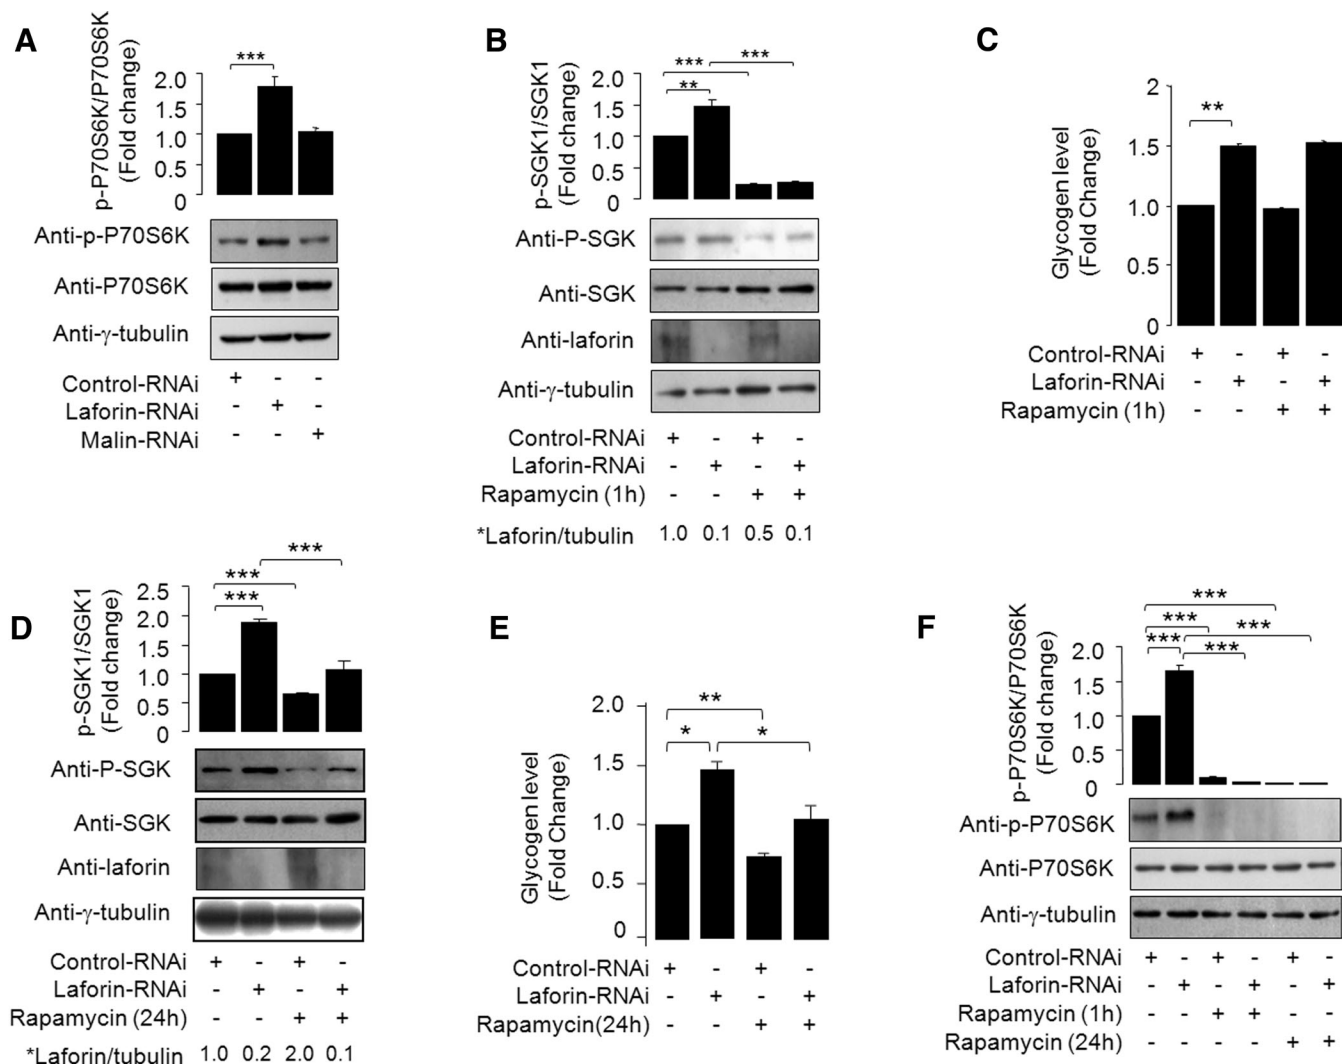 A
p-P70S6K/P70S6K
(Fold change)
***
2.0
1.5
1.0
0.5
0
Anti-p-P70S6K
Anti-P70S6K
Anti-γ-tubulin
Control-RNAi + - -
Laforin-RNAi - + -
Malin-RNAi - - +
B
p-SGK1/SGK1
(Fold change)
*** ***
**
2.0
1.5
1.0
0.5
0
Anti-P-SGK
Anti-SGK
Anti-laforin
Anti-γ-tubulin
Control-RNAi + - + -
Laforin-RNAi - + - +
Rapamycin (1h) - - + +
*Laforin/tubulin 1.0 0.1 0.5 0.1
C
Glycogen level
(Fold Change)
**
2
1.5
1.0
0.5
0
Control-RNAi + - + -
Laforin-RNAi - + - +
Rapamycin (1h) - - + +
D
p-SGK1/SGK1
(Fold change)
***
***
***
2.5
2.0
1.5
1.0
0.5
0
Anti-P-SGK
Anti-SGK
Anti-laforin
Anti-γ-tubulin
Control-RNAi + - + -
Laforin-RNAi - + - +
Rapamycin (24h) - - + +
*Laforin/tubulin 1.0 0.2 2.0 0.1
E
Glycogen level
(Fold Change)
**
* *
2.0
1.5
1.0
0.5
0
Control-RNAi + - + -
Laforin-RNAi - + - +
Rapamycin(24h) - - + +
F
p-P70S6K/P70S6K
(Fold change)
***
***
***
*** ***
2.0
1.5
1.0
0.5
0
Anti-p-P70S6K
Anti-P70S6K
Anti-γ-tubulin
Control-RNAi + - + - + -
Laforin-RNAi - + - + - +
Rapamycin (1h) - - + + - -
Rapamycin (24h) - - - - + +